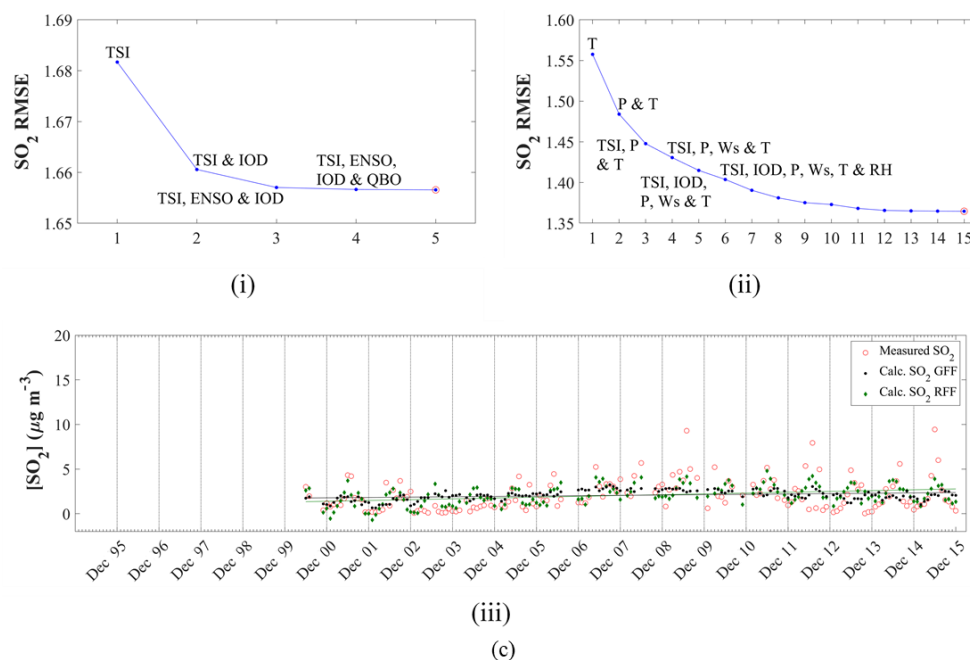 1.69
1.68
1.67
1.66
1.65
SO2 RMSE
TSI
TSI & IOD
TSI, ENSO & IOD
TSI, ENSO,
IOD & QBO
1 2 3 4 5
(i)
1.60
1.55
1.50
1.45
1.40
1.35
SO2 RMSE
T
P & T
TSI, P
& T
TSI, P, Ws & T
TSI, IOD,
P, Ws & T
TSI, IOD, P, Ws, T & RH
1 2 3 4 5 6 7 8 9 10 11 12 13 14 15
(ii)
20
15
10
5
0
[SO2] (μg m-3)
Measured SO2
Calc. SO2 GFF
Calc. SO2 RFF
Dec 95 Dec 96 Dec 97 Dec 98 Dec 99 Dec 00 Dec 01 Dec 02 Dec 03 Dec 04 Dec 05 Dec 06 Dec 07 Dec 08 Dec 09 Dec 10 Dec 11 Dec 12 Dec 13 Dec 14 Dec 15
(iii)
(c)